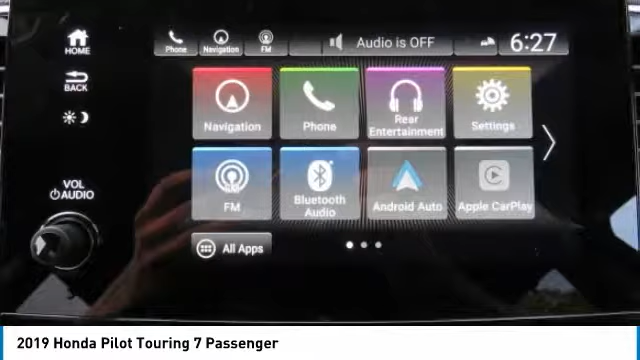 HOME
Phone
Navigation
FM
Audio is OFF
6:27
BACK
Navigation
Phone
Rear
Entertainment
Settings
VOL
AUDIO
FM
Bluetooth
Audio
Android Auto
Apple CarPlay
All Apps
2019 Honda Pilot Touring 7 Passenger